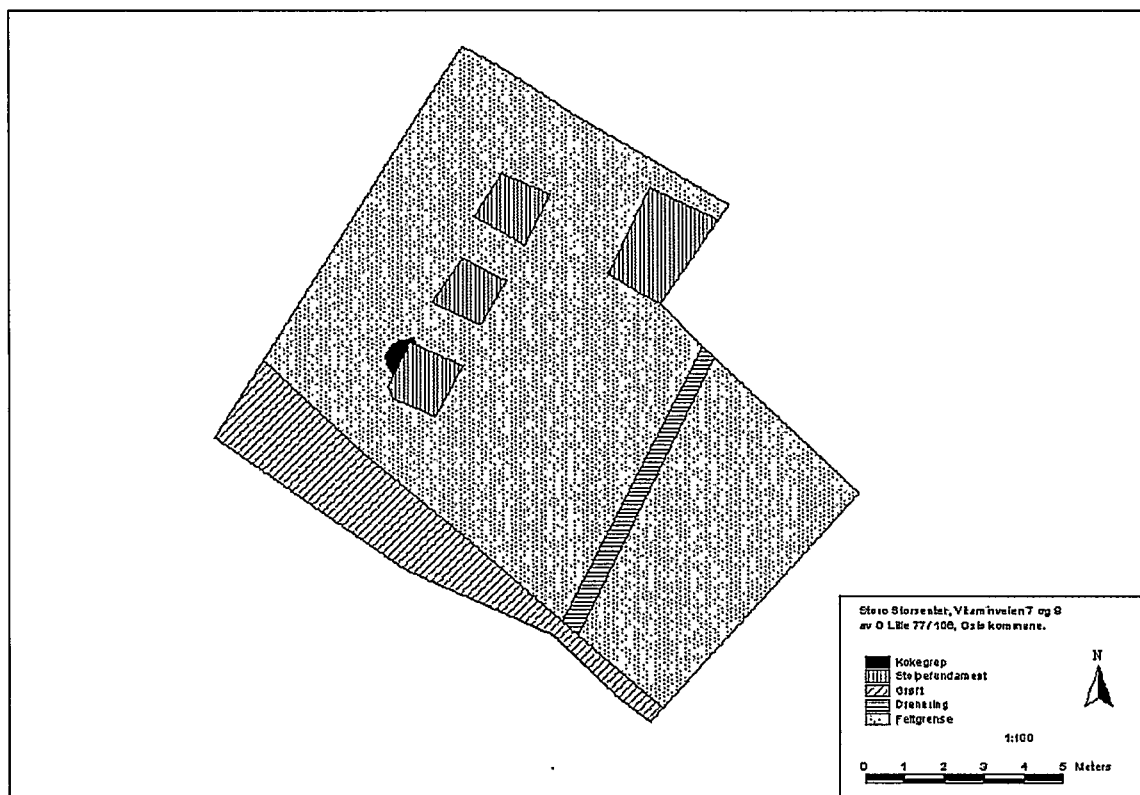 Storo Storsenter, Vitaminveien 7 og 9
av O Lille 77/108, Oslo kommune.
N
Kokegrop
Stolpefundament
Grøft
Drenering
Feltgrense
1:100
0 1 2 3 4 5 Meters